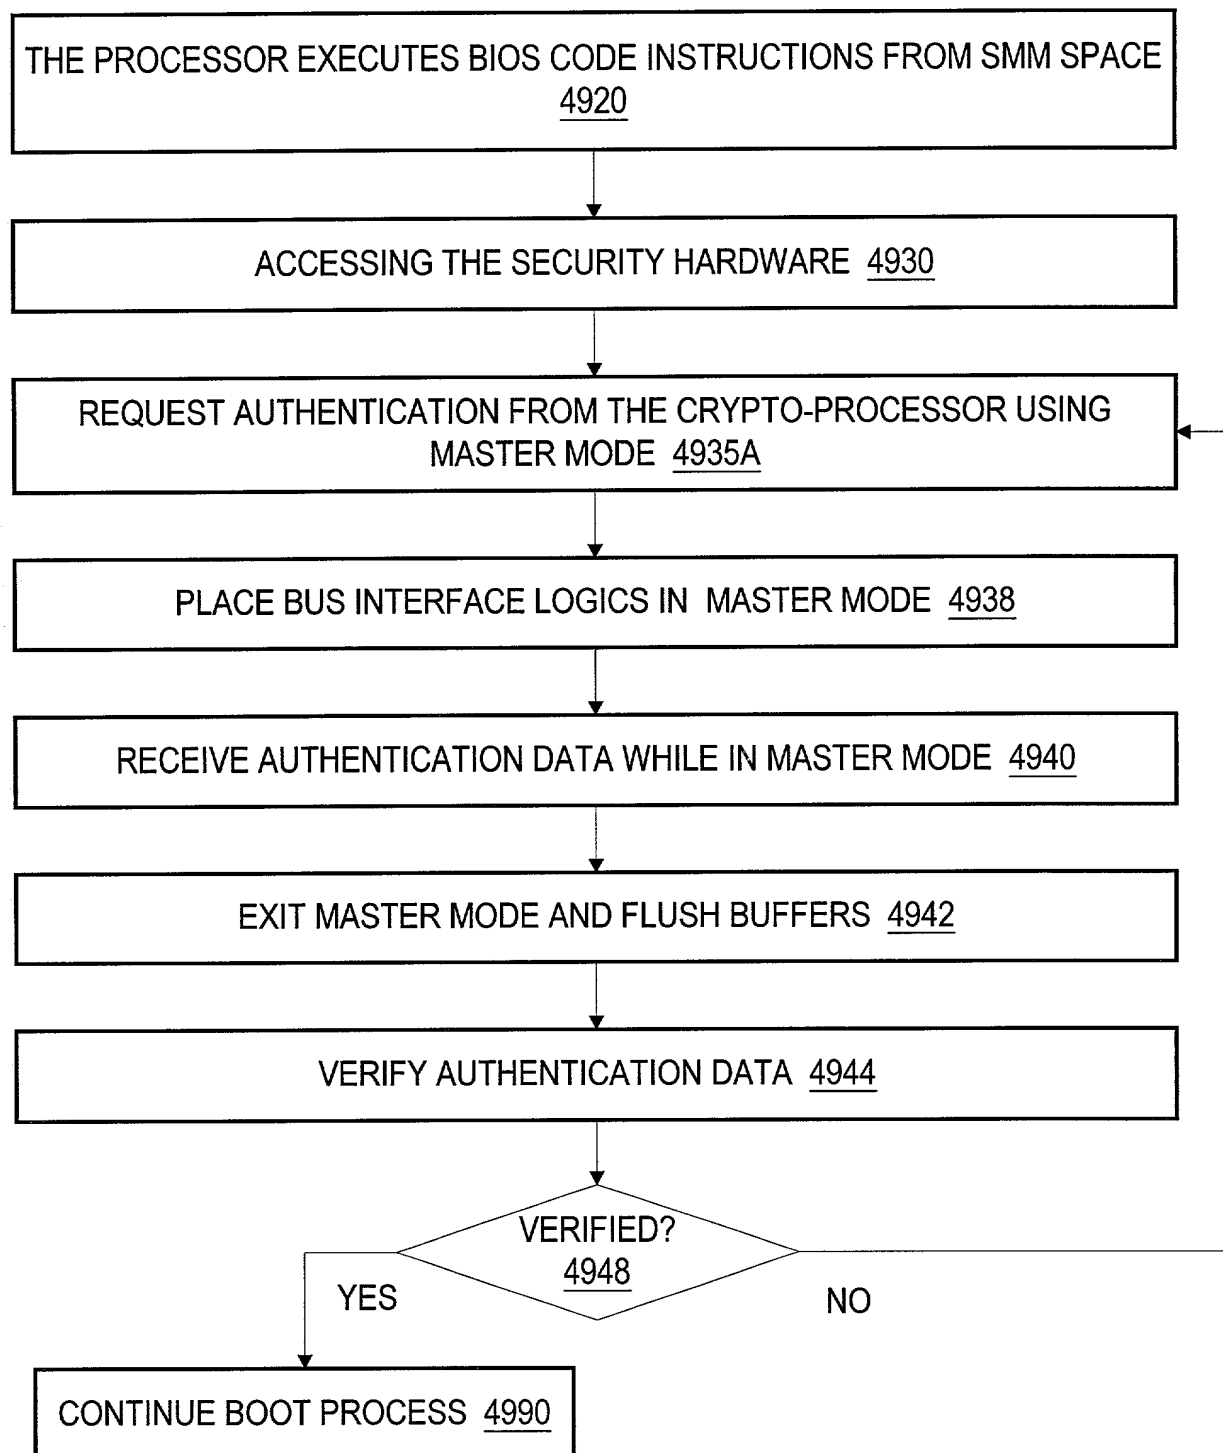 THE PROCESSOR EXECUTES BIOS CODE INSTRUCTIONS FROM SMM SPACE
4920
ACCESSING THE SECURITY HARDWARE 4930
REQUEST AUTHENTICATION FROM THE CRYPTO-PROCESSOR USING
MASTER MODE 4935A
PLACE BUS INTERFACE LOGICS IN MASTER MODE 4938
RECEIVE AUTHENTICATION DATA WHILE IN MASTER MODE 4940
EXIT MASTER MODE AND FLUSH BUFFERS 4942
VERIFY AUTHENTICATION DATA 4944
VERIFIED?
4948
YES
NO
CONTINUE BOOT PROCESS 4990